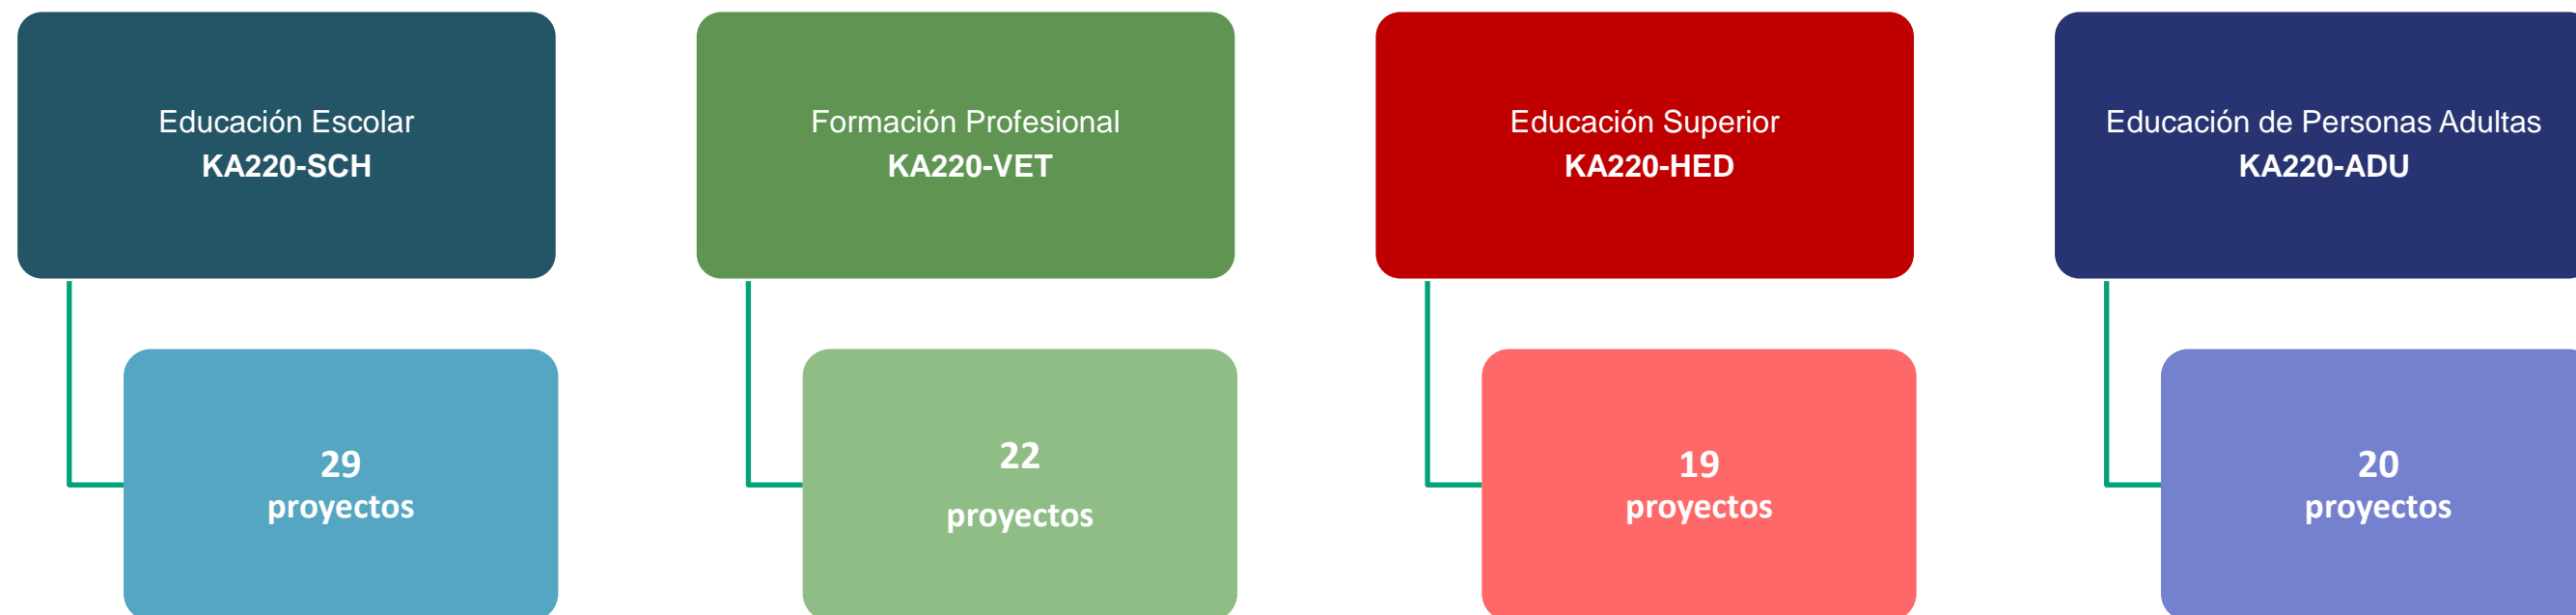 Educación Escolar
KA220-SCH
29
proyectos
Formación Profesional
KA220-VET
22
proyectos
Educación Superior
KA220-HED
19
proyectos
Educación de Personas Adultas
KA220-ADU
20
proyectos